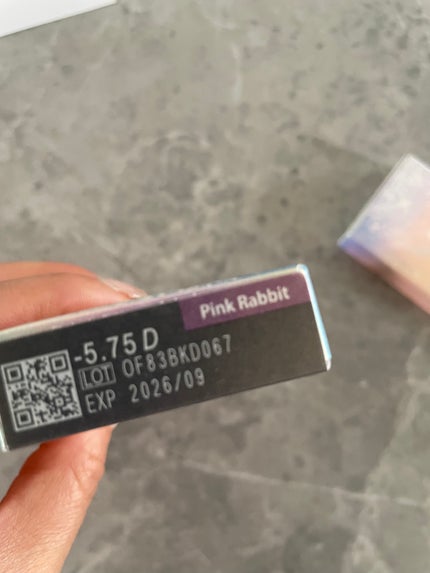 Pink Rabbit
-5.75 D
LOT OF83BKD067
EXP 2026/09